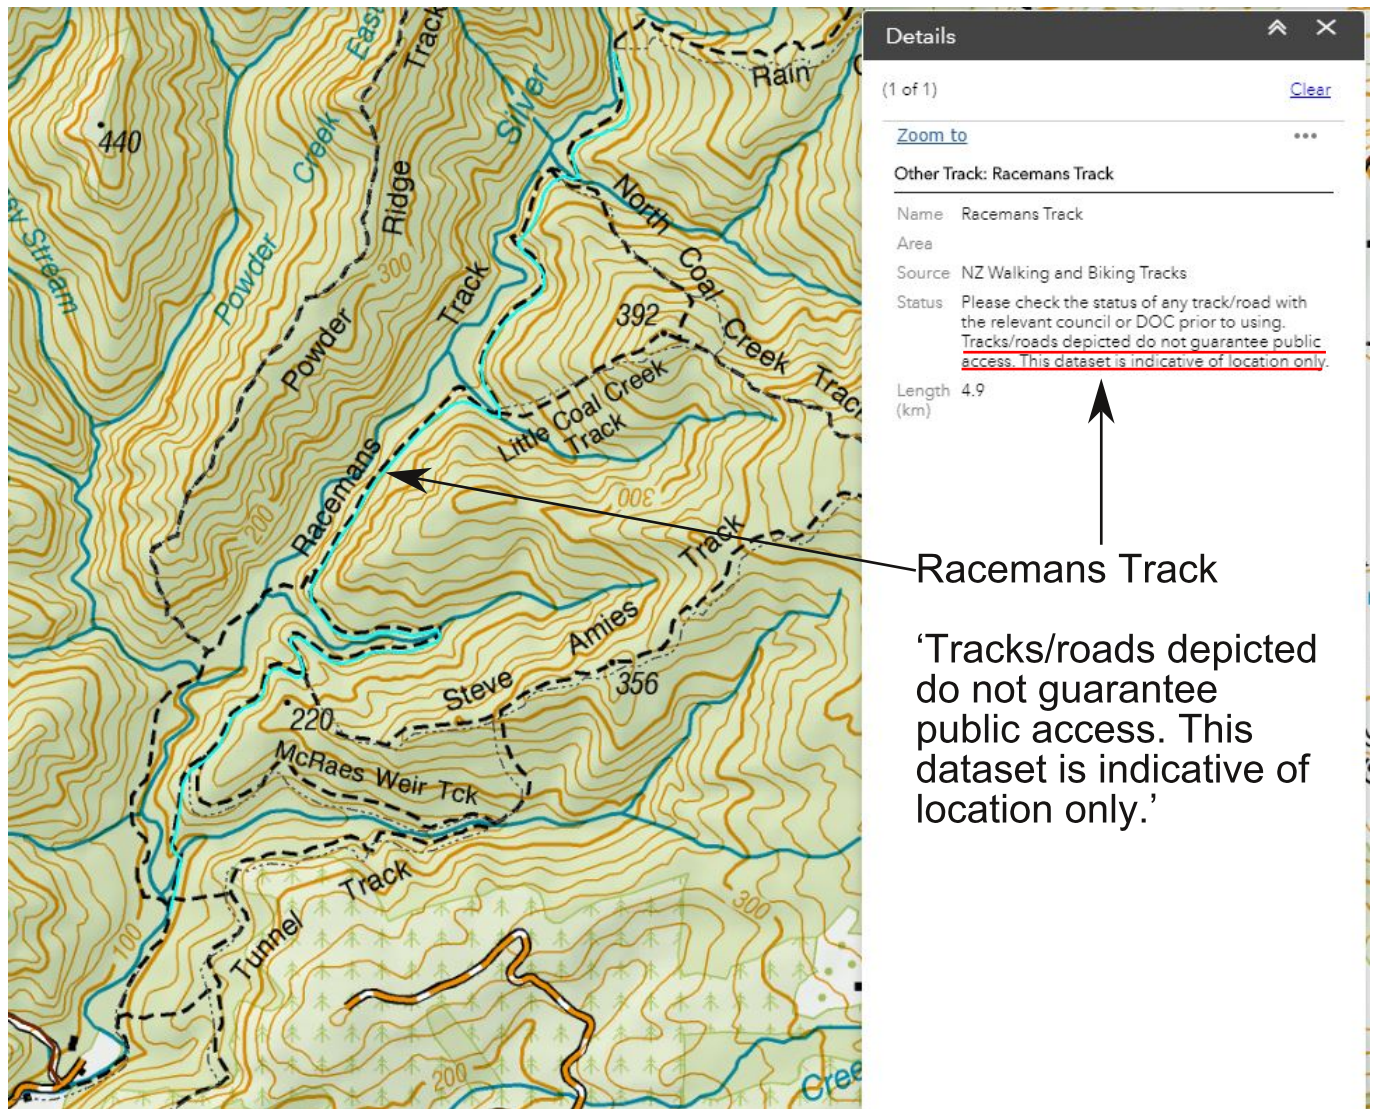 East
Creek
Powder
440
sy Stream
Track
Ridge
Powder
300
Silver
Track
Racemans
200
Rain
North
Coal
Creek
Track
392
Little Coal Creek
Track
300
Track
Amies
Steve
356
220
McRaes Weir Tck
Track
Tunnel
100
300
200
Cree
Details
(1 of 1)
Clear
Zoom to
•••
Other Track: Racemans Track
Name Racemans Track
Area
Source NZ Walking and Biking Tracks
Status Please check the status of any track/road with
the relevant council or DOC prior to using.
Tracks/roads depicted do not guarantee public
access. This dataset is indicative of location only.
Length 4.9
(km)
Racemans Track
‘Tracks/roads depicted
do not guarantee
public access. This
dataset is indicative of
location only.’